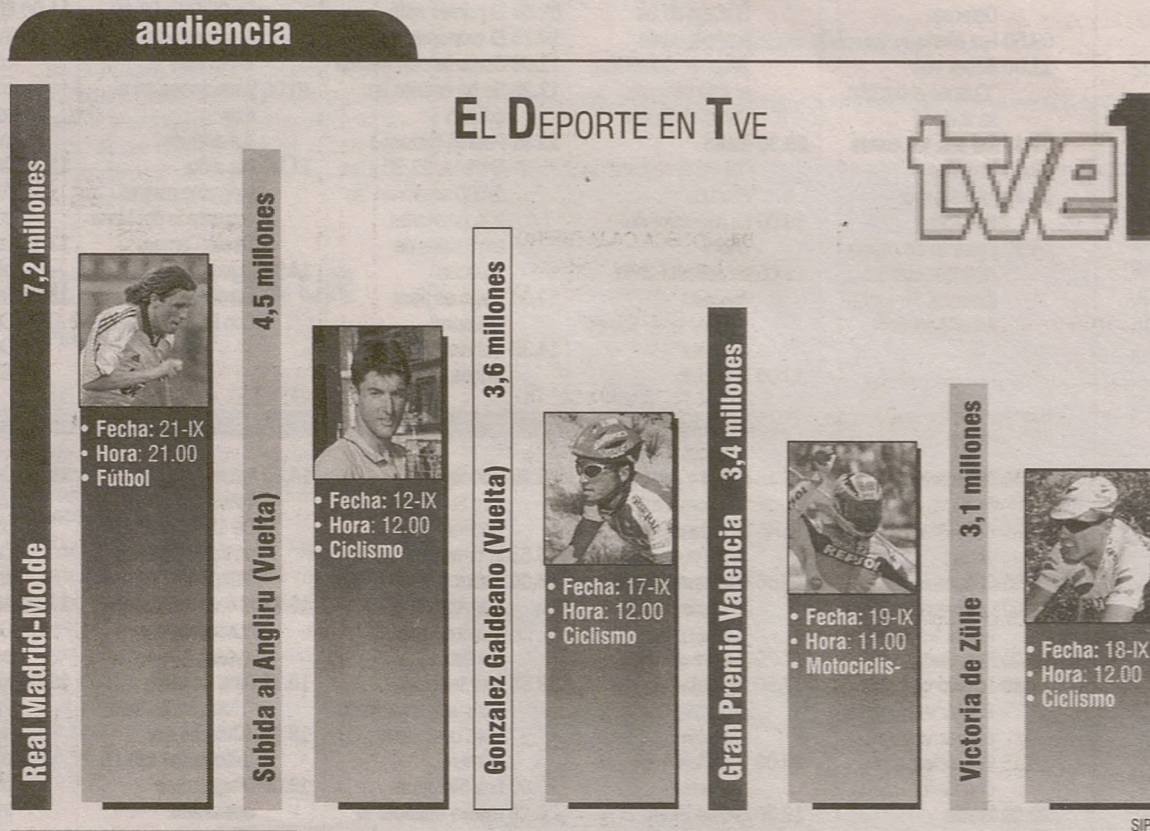 audiencia
EL DEPORTE EN TVE
tve1
7,2 millones
Real Madrid-Molde
• Fecha: 21-IX
• Hora: 21.00
• Fútbol
4,5 millones
Subida al Angliru (Vuelta)
• Fecha: 12-IX
• Hora: 12.00
• Ciclismo
3,6 millones
Gonzalez Galdeano (Vuelta)
• Fecha: 17-IX
• Hora: 12.00
• Ciclismo
3,4 millones
Gran Premio Valencia
REPSOL
• Fecha: 19-IX
• Hora: 11.00
• Motociclis-
3,1 millones
Victoria de Zülle
• Fecha: 18-IX
• Hora: 12.00
• Ciclismo
SIP